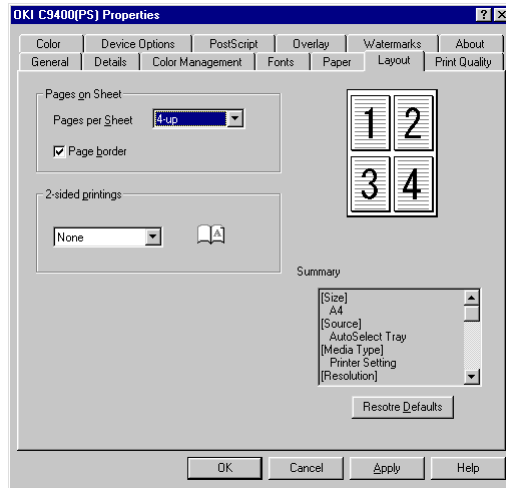 OKI C9400(PS) Properties
Color Device Options PostScript Overlay Watermarks About
General Details Color Management Fonts Paper Layout Print Quality
Pages on Sheet
Pages per Sheet 4-up
Page border
1 2
3 4
2-sided printings
None
A
Summary
[Size]
A4
[Source]
AutoSelect Tray
[Media Type]
Printer Setting
[Resolution]
Resotre Defaults
OK Cancel Apply Help